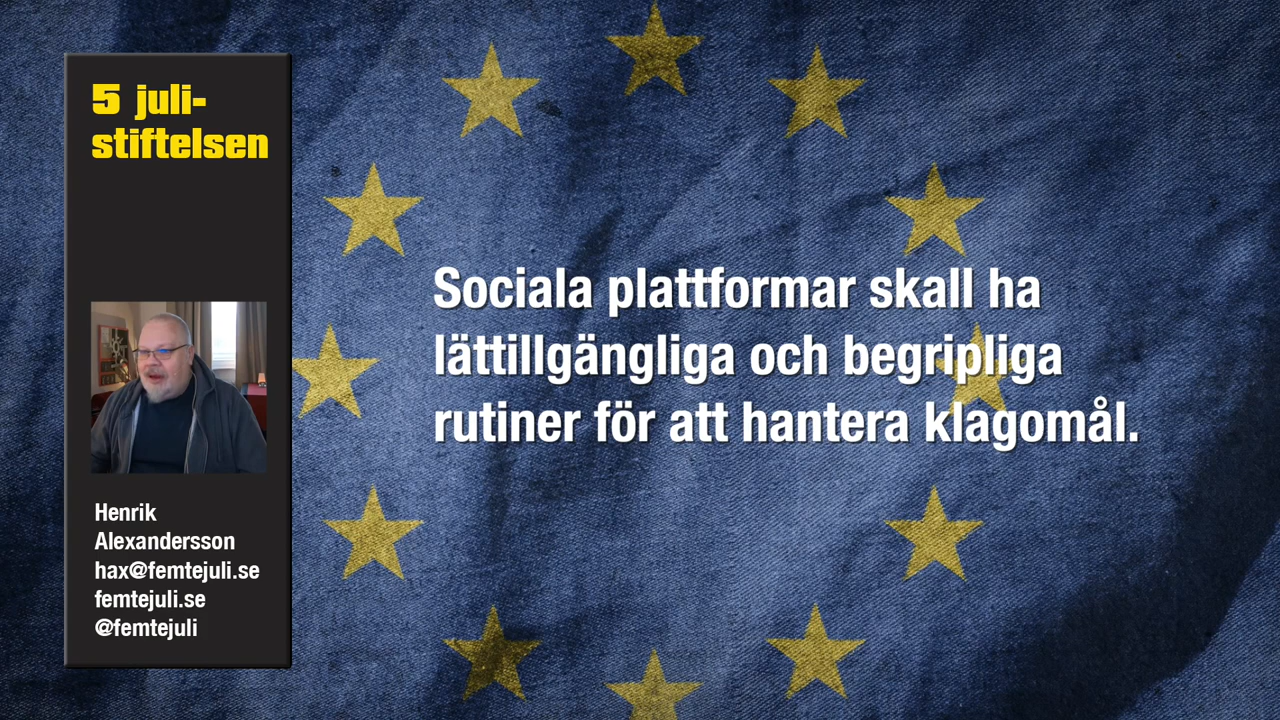 5 juli-
stiftelsen
Henrik
Alexandersson
hax@femtejuli.se
femtejuli.se
@femtejuli
Sociala plattformar skall ha
lättillgängliga och begripliga
rutiner för att hantera klagomål.